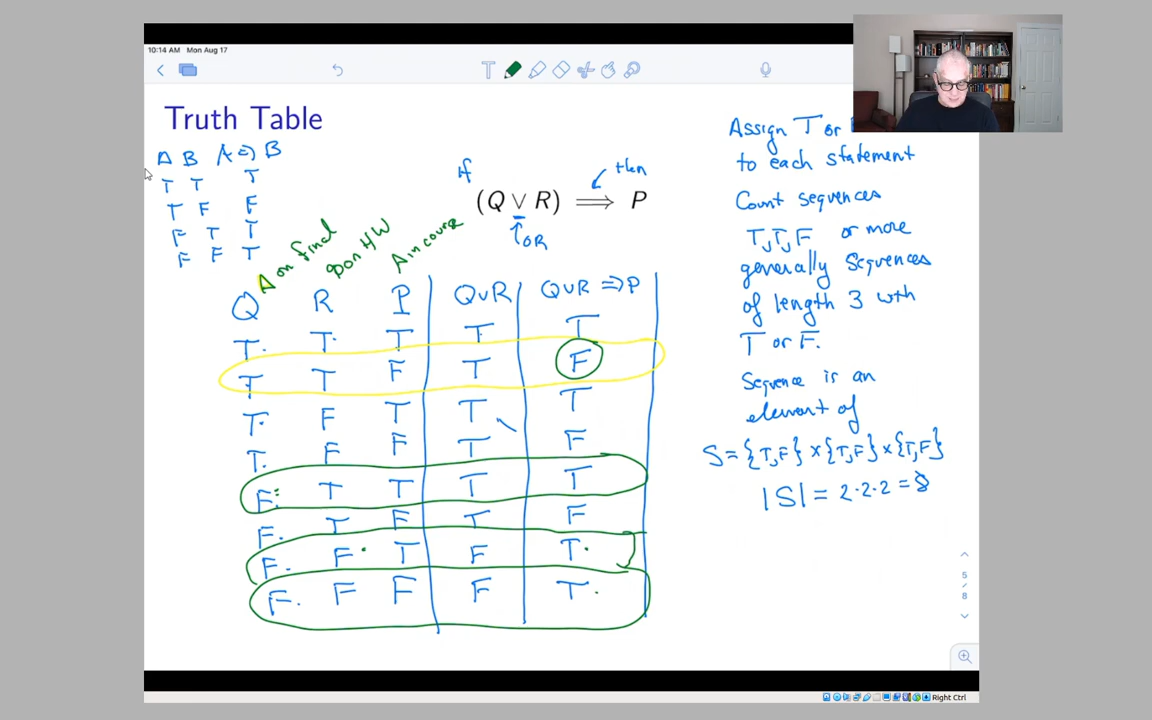 10:14 AM Mon Aug 17
T
Truth Table
A B A ⇒ B
T T T
T F F
F T T
F F T
If
then
(Q ∨ R) ⟹ P
OR
A on final
A in course
Q R P Q∨R Q∨R ⇒ P
T. T. T T T
T T F T F
T. F T T T
T. F F T F
F. T T T T
F. T F T F
F. F T F T.
F. F F F T.
Assign T or
to each statement
Count sequences
T, T, F or more
generally sequences
of length 3 with
T or F.
Sequence is an
element of
S = {T,F} × {T,F} × {T,F}
|S| = 2·2·2 = 8
5
/
8
Right Ctrl